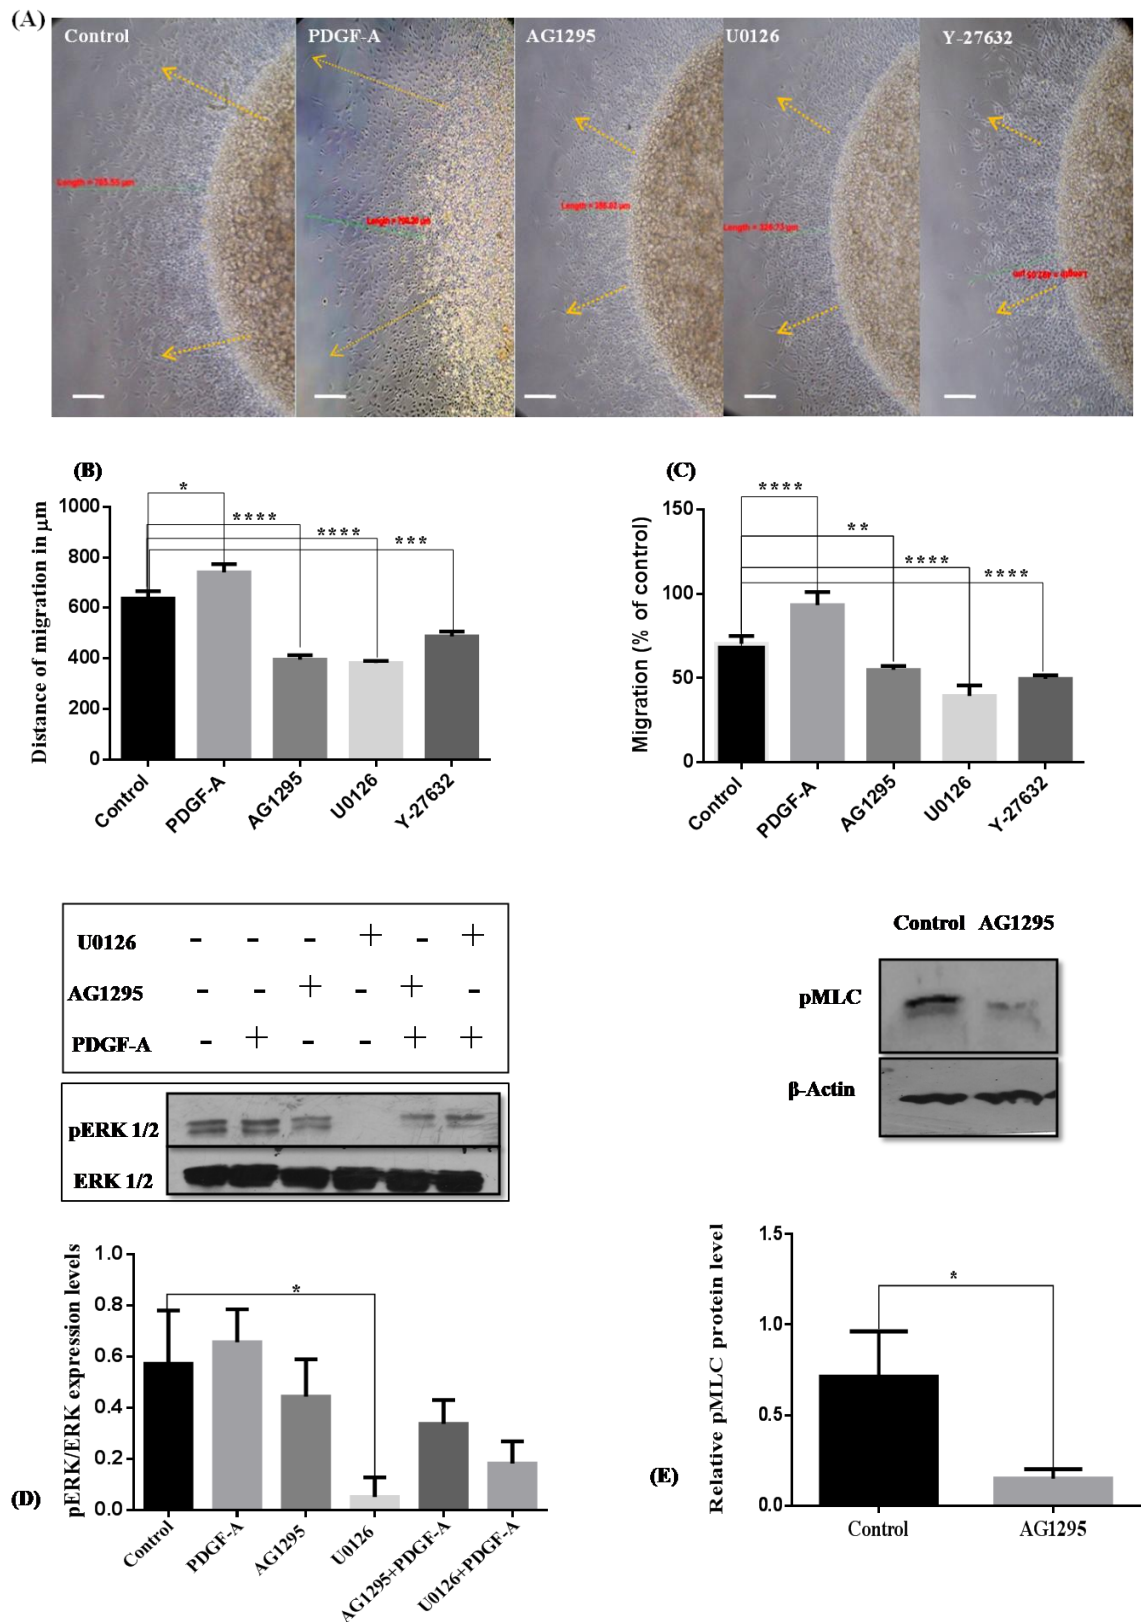 (A)
Control
PDGF-A
AG1295
U0126
Y-27632
(B)
Distance of migration in μm
1000
800
600
400
200
0
*
****
****
***
Control
PDGF-A
AG1295
U0126
Y-27632
(C)
Migration (% of control)
150
100
50
0
****
**
****
****
Control
PDGF-A
AG1295
U0126
Y-27632
U0126 - - - + - +
AG1295 - - + - + -
PDGF-A - + - - + +
pERK 1/2
ERK 1/2
Control AG1295
pMLC
β-Actin
(D)
pERK/ERK expression levels
1.0
0.8
0.6
0.4
0.2
0.0
*
Control
PDGF-A
AG1295
U0126
AG1295+PDGF-A
U0126+PDGF-A
(E)
Relative pMLC protein level
1.5
1.0
0.5
0.0
*
Control
AG1295